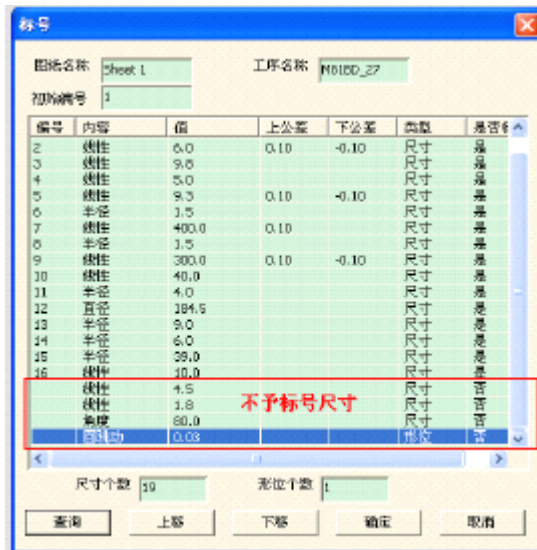 标号
图纸名称 Sheet 1 工序名称 M61BD_27
初始编号 1
编号 内容 值 上公差 下公差 类型 是否
2 线性 6.0 0.10 -0.10 尺寸 是
3 线性 9.8 尺寸 是
4 线性 5.0 尺寸 是
5 线性 9.3 0.10 -0.10 尺寸 是
6 半径 1.5 尺寸 是
7 线性 400.0 0.10 尺寸 是
8 半径 1.5 尺寸 是
9 线性 300.0 0.10 -0.10 尺寸 是
10 线性 40.0 尺寸 是
11 半径 4.0 尺寸 是
12 直径 184.5 尺寸 是
13 半径 9.0 尺寸 是
14 半径 6.0 尺寸 是
15 半径 39.0 尺寸 是
16 线性 10.0 尺寸 是
线性 4.5 尺寸 否
线性 1.8 尺寸 否
不予标号尺寸
角度 80.0 尺寸 否
圆跳动 0.03 形位 否
尺寸个数 19 形位个数 1
查询 上移 下移 确定 取消